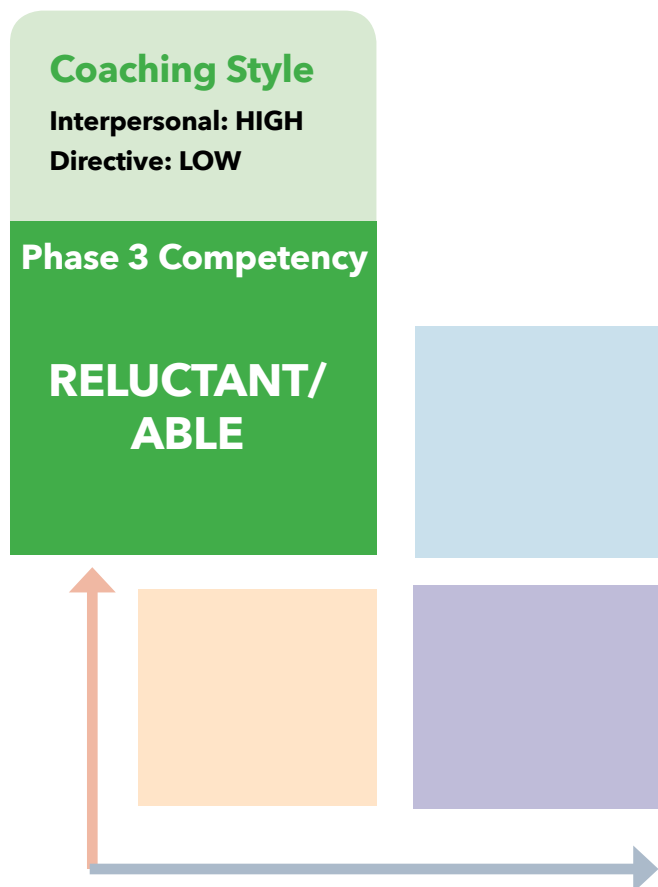 Coaching Style
Interpersonal: HIGH
Directive: LOW
Phase 3 Competency
RELUCTANT/
ABLE